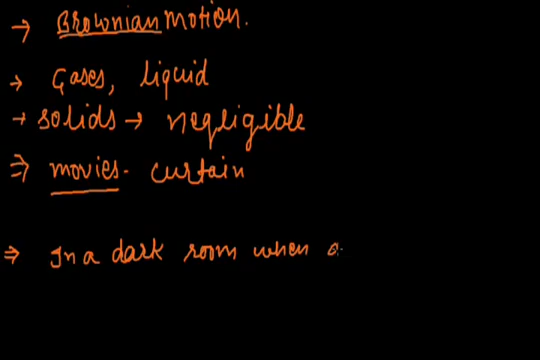 → Brownian Motion.
→ Gases, liquid
→ solids → negligible
⇒ movies. curtain
⇒ In a dark room when